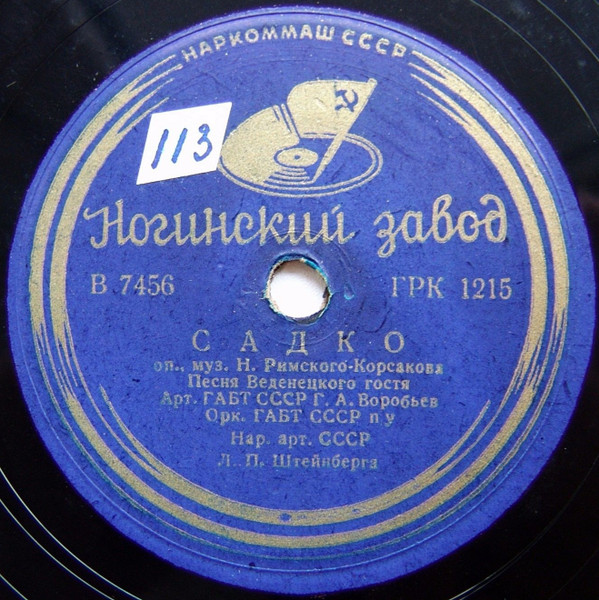 НАРКОММАШ СССР
113
Ногинский завод
В 7456 ГРК 1215
САДКО
оп., муз. Н. Римского-Корсакова
Песня Веденецкого гостя
Арт. ГАБТ СССР Г. А. Воробьев
Орк. ГАБТ СССР п/у
Нар. арт. СССР
Л. П. Штейнберга